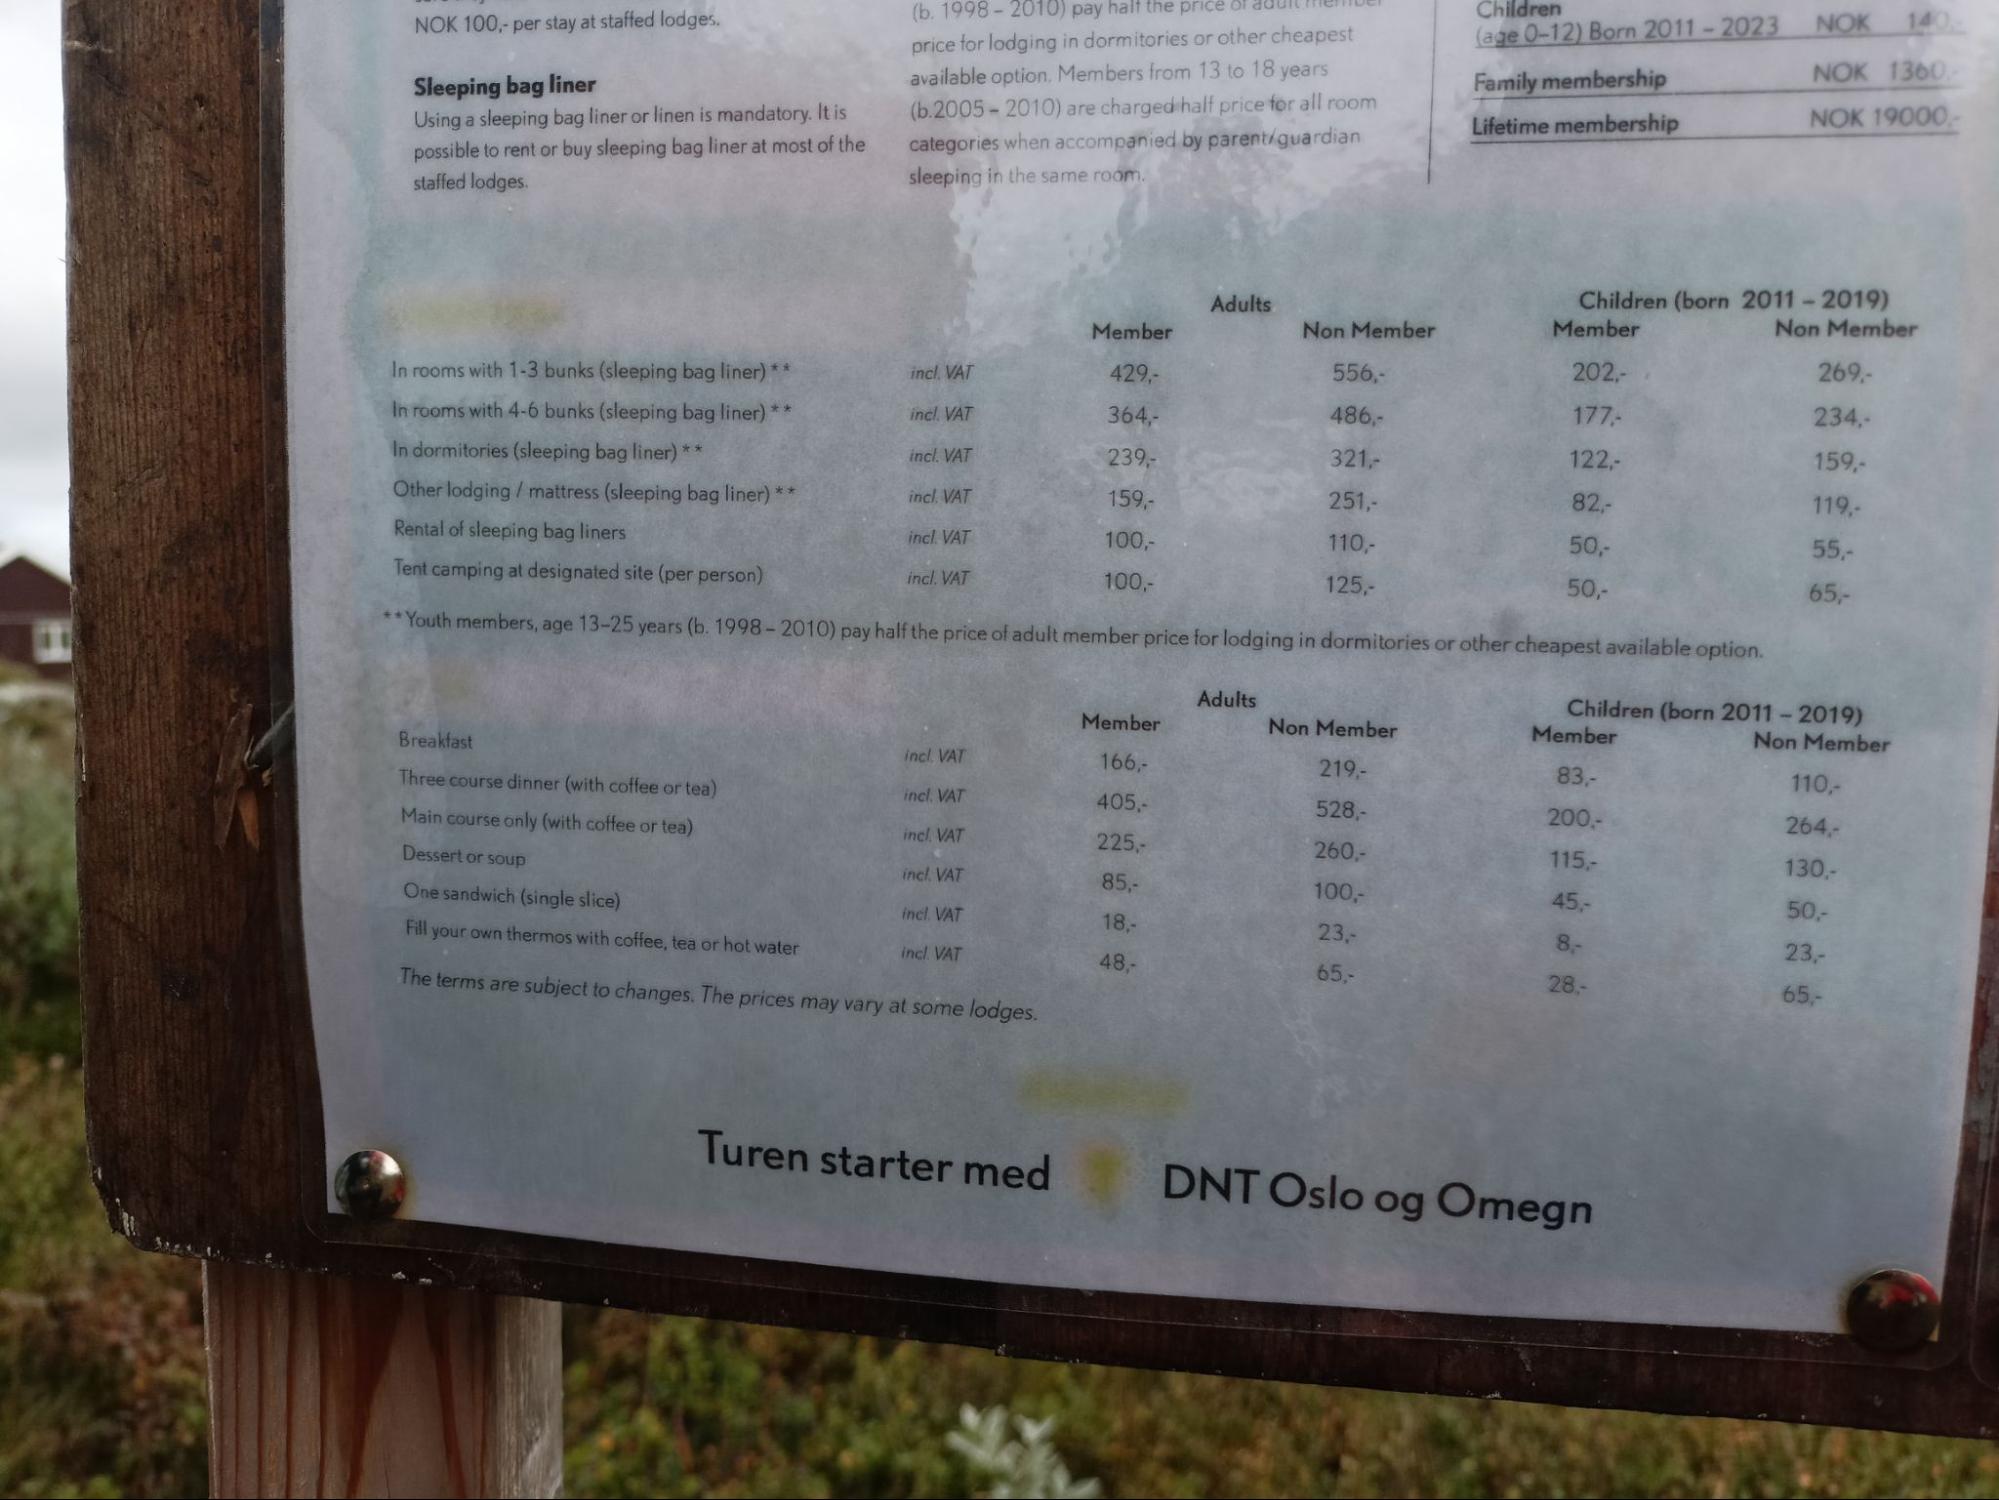 NOK 100,- per stay at staffed lodges.
Sleeping bag liner
Using a sleeping bag liner or linen is mandatory. It is
possible to rent or buy sleeping bag liner at most of the
staffed lodges.
(b. 1998 – 2010) pay half the price of adult member
price for lodging in dormitories or other cheapest
available option. Members from 13 to 18 years
(b.2005 – 2010) are charged half price for all room
categories when accompanied by parent/guardian
sleeping in the same room.
Children
(age 0–12) Born 2011 – 2023 NOK 140,-
Family membership NOK 1360,-
Lifetime membership NOK 19000,-
Adults Children (born 2011 – 2019)
Member Non Member Member Non Member
In rooms with 1-3 bunks (sleeping bag liner) ** incl. VAT 429,- 556,- 202,- 269,-
In rooms with 4-6 bunks (sleeping bag liner) ** incl. VAT 364,- 486,- 177,- 234,-
In dormitories (sleeping bag liner) ** incl. VAT 239,- 321,- 122,- 159,-
Other lodging / mattress (sleeping bag liner) ** incl. VAT 159,- 251,- 82,- 119,-
Rental of sleeping bag liners incl. VAT 100,- 110,- 50,- 55,-
Tent camping at designated site (per person) incl. VAT 100,- 125,- 50,- 65,-
**Youth members, age 13–25 years (b. 1998 – 2010) pay half the price of adult member price for lodging in dormitories or other cheapest available option.
Adults Children (born 2011 – 2019)
Member Non Member Member Non Member
Breakfast incl. VAT 166,- 219,- 83,- 110,-
Three course dinner (with coffee or tea) incl. VAT 405,- 528,- 200,- 264,-
Main course only (with coffee or tea) incl. VAT 225,- 260,- 115,- 130,-
Dessert or soup incl. VAT 85,- 100,- 45,- 50,-
One sandwich (single slice) incl. VAT 18,- 23,- 8,- 23,-
Fill your own thermos with coffee, tea or hot water incl. VAT 48,- 65,- 28,- 65,-
The terms are subject to changes. The prices may vary at some lodges.
Turen starter med DNT Oslo og Omegn